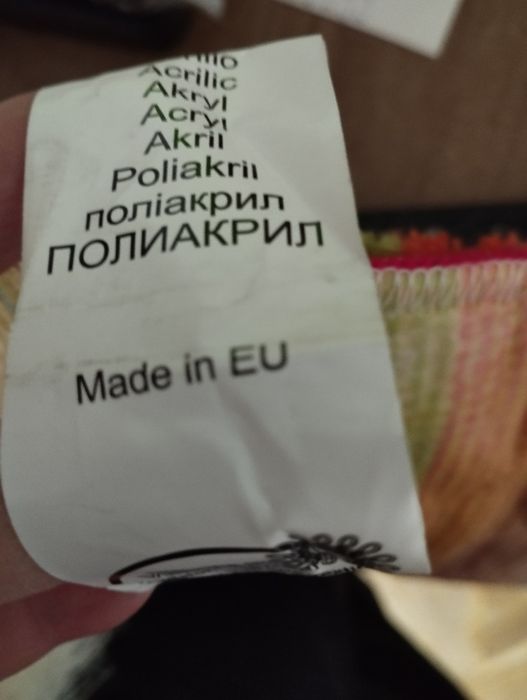 Acrilic
Akryl
Acryl
Akril
Poliakril
поліакрил
ПОЛИАКРИЛ
Made in EU